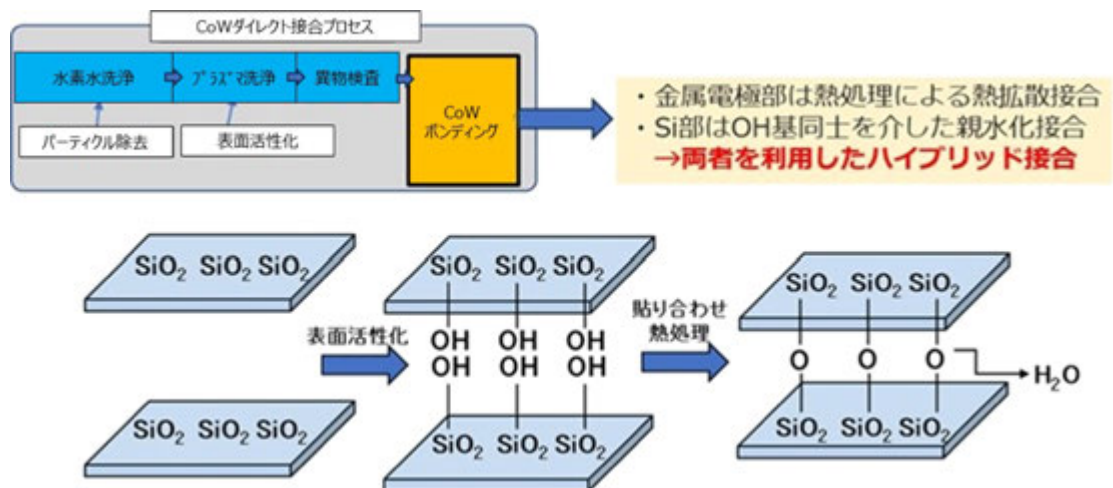 CoWダイレクト接合プロセス
水素水洗浄
プラズマ洗浄
異物検査
CoW
ボンディング
パーティクル除去
表面活性化
・金属電極部は熱処理による熱拡散接合
・Si部はOH基同士を介した親水化接合
→両者を利用したハイブリッド接合
SiO₂ SiO₂ SiO₂
SiO₂ SiO₂ SiO₂
表面活性化
SiO₂ SiO₂ SiO₂
OH OH OH
OH OH OH
SiO₂ SiO₂ SiO₂
貼り合わせ
熱処理
SiO₂ SiO₂ SiO₂
O O O
H₂O
SiO₂ SiO₂ SiO₂